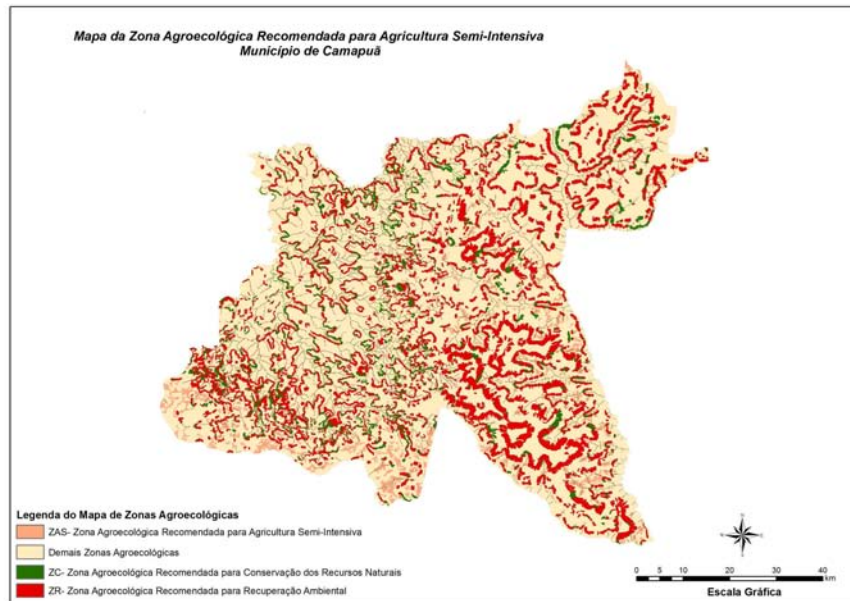 Mapa da Zona Agroecológica Recomendada para Agricultura Semi-Intensiva
Município de Camapuã
Legenda do Mapa de Zonas Agroecológicas
ZAS- Zona Agroecológica Recomendada para Agricultura Semi-Intensiva
Demais Zonas Agroecológicas
ZC- Zona Agroecológica Recomendada para Conservação dos Recursos Naturais
ZR- Zona Agroecológica Recomendada para Recuperação Ambiental
0 5 10 20 30 40
km
Escala Gráfica